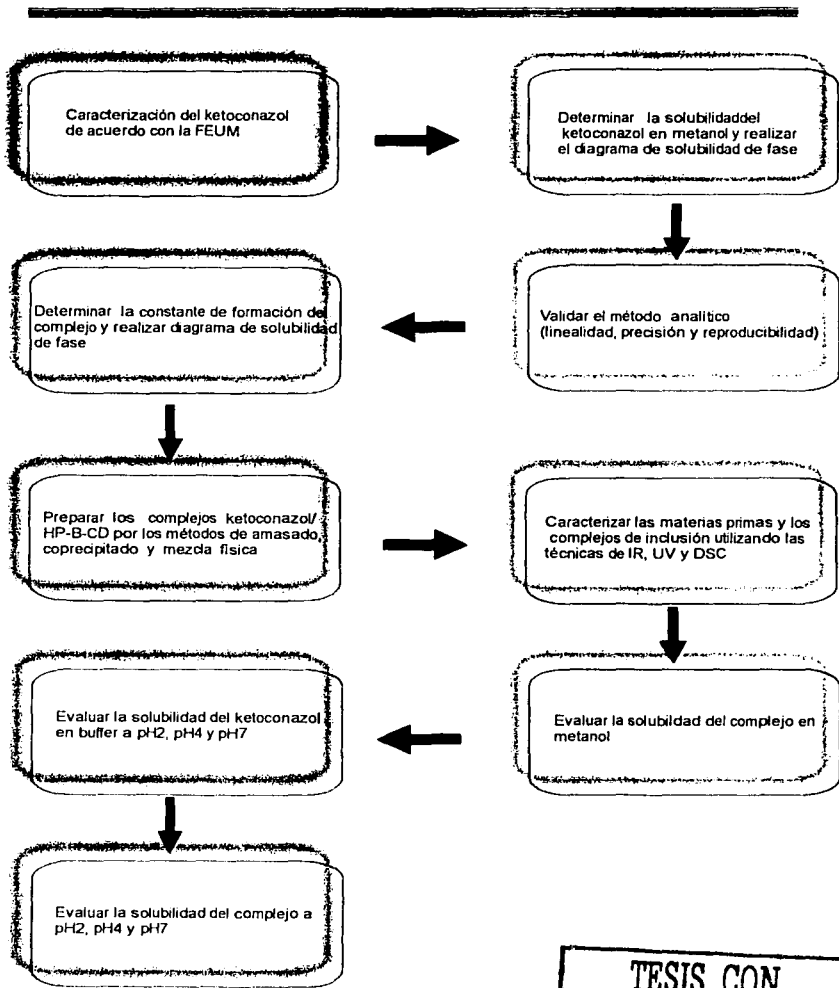 Caracterización del ketoconazol
de acuerdo con la FEUM
Determinar la solubilidaddel
ketoconazol en metanol y realizar
el diagrama de solubilidad de fase
Validar el método analítico
(linealidad, precisión y reproducibilidad)
Determinar la constante de formación de
complejo y realizar diagrama de solubilidad
de fase
Preparar los complejos ketoconazol/
HP-B-CD por los métodos de amasado,
coprecipitado y mezcla física
Caracterizar las materias primas y los
complejos de inclusión utilizando las
técnicas de IR, UV y DSC
Evaluar la solubildad del complejo en
metanol
Evaluar la solubilidad del ketoconazol
en buffer a pH2, pH4 y pH7
Evaluar la solubilidad del complejo a
pH2, pH4 y pH7
TESIS CON